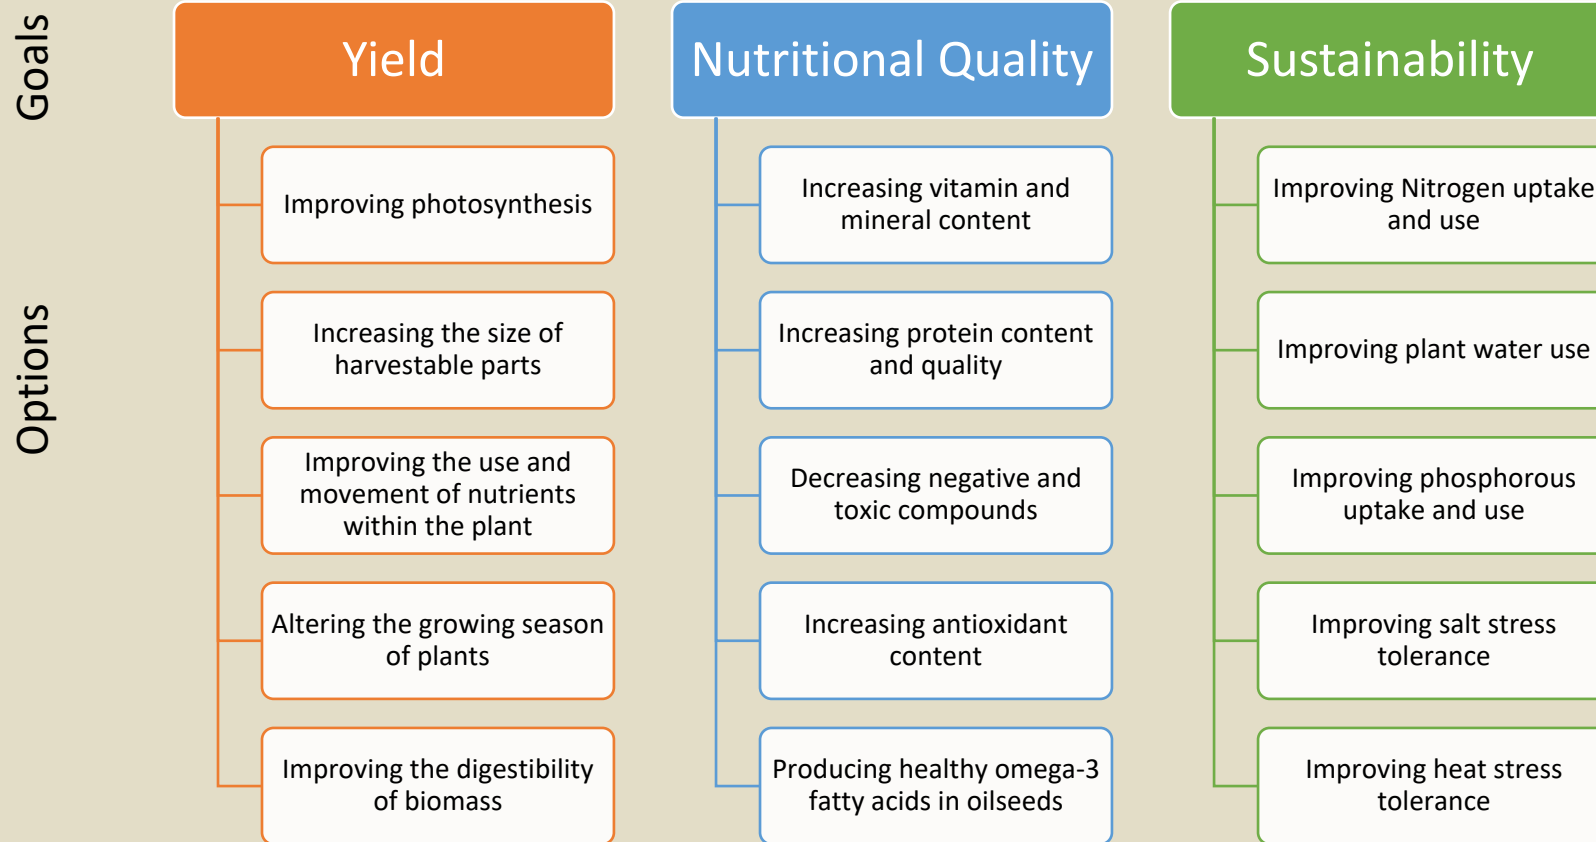 Goals
Yield
Nutritional Quality
Sustainability
Options
Improving photosynthesis
Increasing the size of
harvestable parts
Improving the use and
movement of nutrients
within the plant
Altering the growing season
of plants
Improving the digestibility
of biomass
Increasing vitamin and
mineral content
Increasing protein content
and quality
Decreasing negative and
toxic compounds
Increasing antioxidant
content
Producing healthy omega-3
fatty acids in oilseeds
Improving Nitrogen uptake
and use
Improving plant water use
Improving phosphorous
uptake and use
Improving salt stress
tolerance
Improving heat stress
tolerance